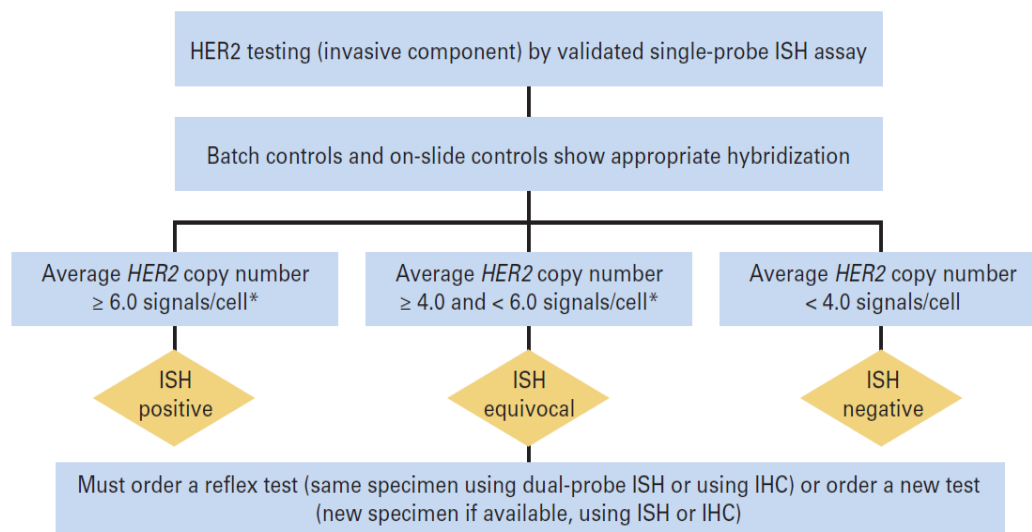 HER2 testing (invasive component) by validated single-probe ISH assay
Batch controls and on-slide controls show appropriate hybridization
Average HER2 copy number
≥ 6.0 signals/cell*
Average HER2 copy number
≥ 4.0 and < 6.0 signals/cell*
Average HER2 copy number
< 4.0 signals/cell
ISH
positive
ISH
equivocal
ISH
negative
Must order a reflex test (same specimen using dual-probe ISH or using IHC) or order a new test
(new specimen if available, using ISH or IHC)